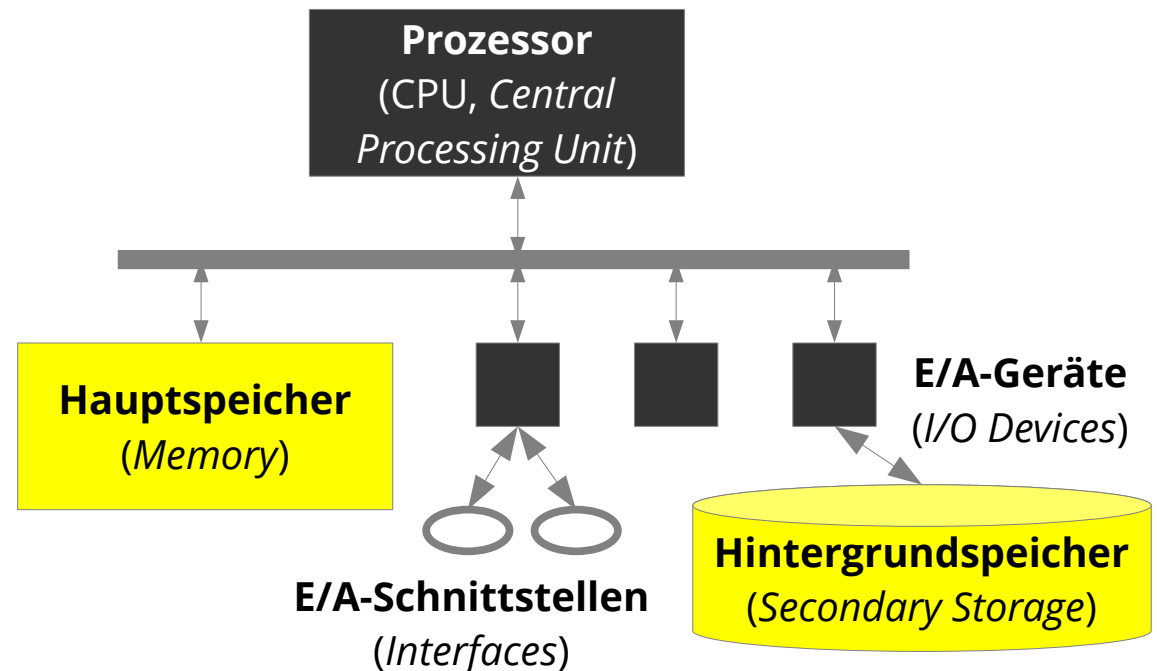 Prozessor
(CPU, Central
Processing Unit)
Hauptspeicher
(Memory)
E/A-Geräte
(I/O Devices)
E/A-Schnittstellen
(Interfaces)
Hintergrundspeicher
(Secondary Storage)